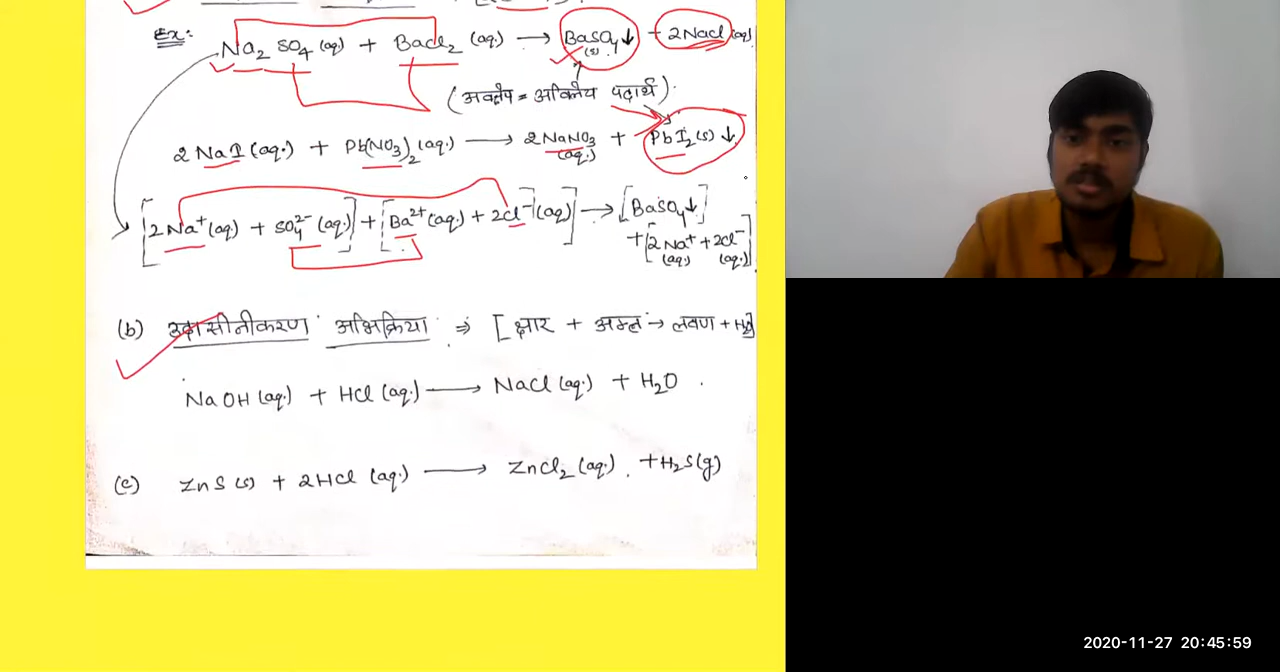 Ex: Na₂SO₄(aq.) + BaCl₂ (aq.) → BaSO₄↓ (s) + 2NaCl (aq)
(अवक्षेप = अविलेय पदार्थ).
2NaI(aq.) + Pb(NO₃)₂(aq.) → 2NaNO₃ (aq.) + PbI₂(s)↓
[2Na⁺(aq) + SO₄²⁻(aq.)] + [Ba²⁺(aq) + 2Cl⁻(aq)] → [BaSO₄↓]
+ [2Na⁺ (aq) + 2Cl⁻ (aq.)]
(b) उदासीनीकरण अभिक्रिया ⇒ [क्षार + अम्ल → लवण + H₂O]
NaOH(aq.) + HCl(aq.) → NaCl(aq.) + H₂O .
(c) ZnS(s) + 2HCl(aq.) → ZnCl₂(aq.) + H₂S(g)
2020-11-27 20:45:59